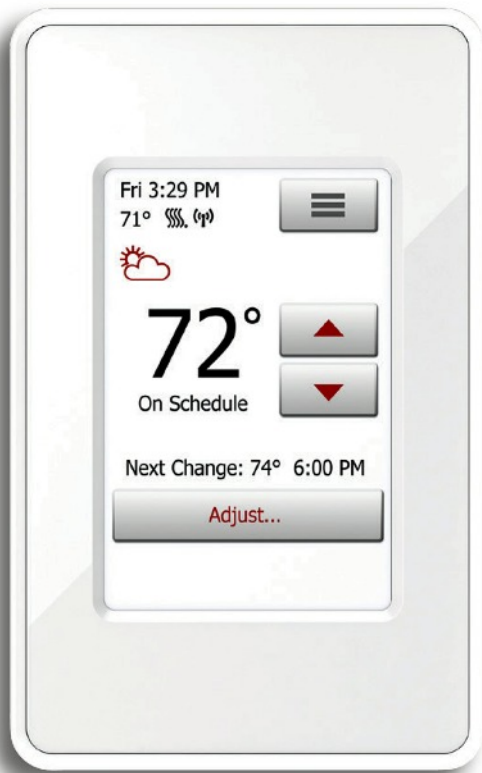 Fri 3:29 PM
71°
72°
On Schedule
Next Change: 74° 6:00 PM
Adjust...